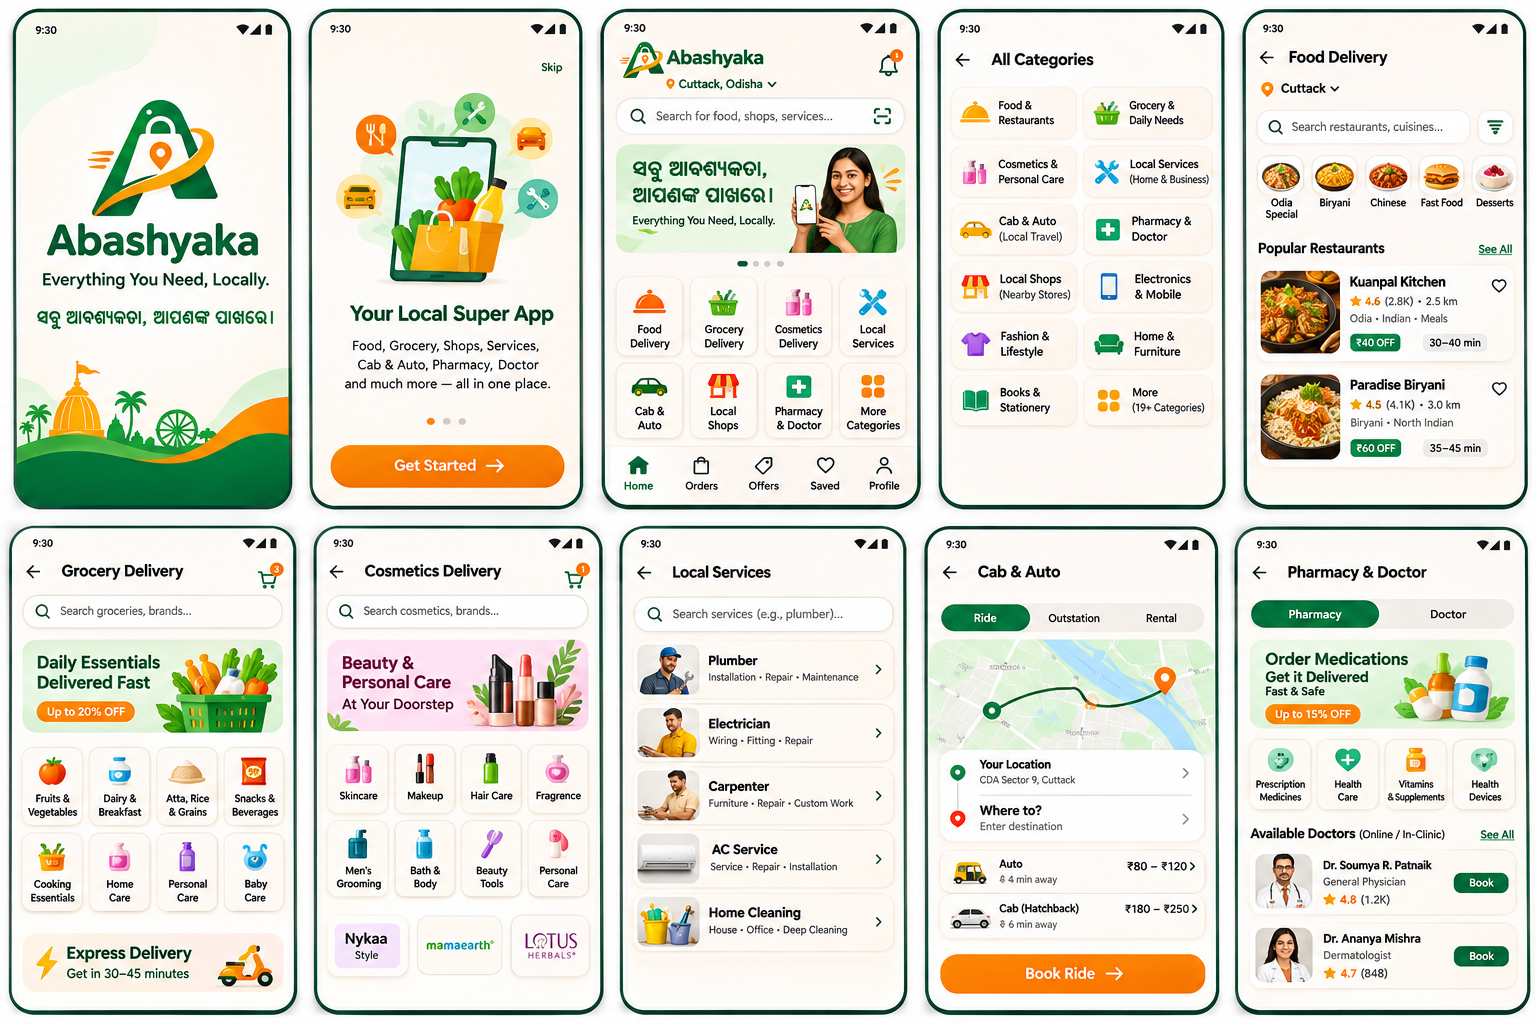 9:30
Abashyaka
Everything You Need, Locally.
ସବୁ ଆବଶ୍ୟକତା, ଆପଣଙ୍କ ପାଖରେ।
9:30
Skip
Your Local Super App
Food, Grocery, Shops, Services,
Cab & Auto, Pharmacy, Doctor
and much more — all in one place.
Get Started →
9:30
Abashyaka
3
Cuttack, Odisha
Search for food, shops, services...
ସବୁ ଆବଶ୍ୟକତା,
ଆପଣଙ୍କ ପାଖରେ।
Everything You Need, Locally.
Food
Delivery
Grocery
Delivery
Cosmetics
Delivery
Local
Services
Cab &
Auto
Local
Shops
Pharmacy
& Doctor
More
Categories
Home
Orders
Offers
Saved
Profile
9:30
← All Categories
Food &
Restaurants
Grocery &
Daily Needs
Cosmetics &
Personal Care
Local Services
(Home & Business)
Cab & Auto
(Local Travel)
Pharmacy &
Doctor
Local Shops
(Nearby Stores)
Electronics
& Mobile
Fashion &
Lifestyle
Home &
Furniture
Books &
Stationery
More
(19+ Categories)
9:30
← Food Delivery
Cuttack
Search restaurants, cuisines...
Odia
Special
Biryani
Chinese
Fast Food
Desserts
Popular Restaurants
See All
Kuanpal Kitchen
4.6 (2.8K) • 2.5 km
Odia • Indian • Meals
₹40 OFF
30–40 min
Paradise Biryani
4.5 (4.1K) • 3.0 km
Biryani • North Indian
₹60 OFF
35–45 min
9:30
← Grocery Delivery
3
Search groceries, brands...
Daily Essentials
Delivered Fast
Up to 20% OFF
Fruits &
Vegetables
Dairy &
Breakfast
Atta, Rice
& Grains
Snacks &
Beverages
Cooking
Essentials
Home
Care
Personal
Care
Baby
Care
Express Delivery
Get in 30–45 minutes
9:30
← Cosmetics Delivery
1
Search cosmetics, brands...
Beauty &
Personal Care
At Your Doorstep
Skincare
Makeup
Hair Care
Fragrence
Men's
Grooming
Bath &
Body
Beauty
Tools
Personal
Care
Nykaa
Style
mamaearth®
LOTUS
HERBALS®
9:30
← Local Services
Search services (e.g., plumber)...
Plumber
Installation • Repair • Maintenance
Electrician
Wiring • Fitting • Repair
Carpenter
Furniture • Repair • Custom Work
AC Service
Service • Repair • Installation
Home Cleaning
House • Office • Deep Cleaning
9:30
← Cab & Auto
Ride
Outstation
Rental
Your Location
CDA Sector 9, Cuttack
Where to?
Enter destination
Auto
4 min away
₹80 – ₹120
Cab (Hatchback)
6 min away
₹180 – ₹250
Book Ride →
9:30
← Pharmacy & Doctor
Pharmacy
Doctor
Order Medications
Get it Delivered
Fast & Safe
Up to 15% OFF
Prescription
Medicines
Health
Care
Vitamins
& Supplements
Health
Devices
Available Doctors (Online / In-Clinic)
See All
Dr. Soumya R. Patnaik
General Physician
4.8 (1.2K)
Book
Dr. Ananya Mishra
Dermatologist
4.7 (848)
Book